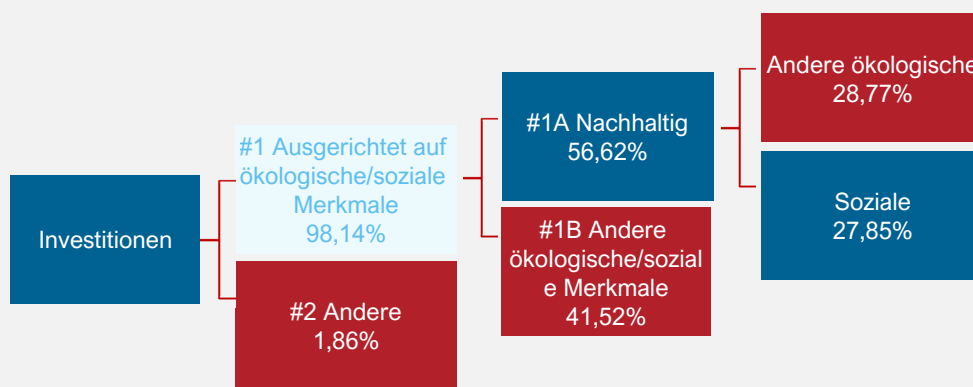 Investitionen
#1 Ausgerichtet auf
ökologische/soziale
Merkmale
98,14%
#2 Andere
1,86%
#1A Nachhaltig
56,62%
#1B Andere
ökologische/sozial
e Merkmale
41,52%
Andere ökologische
28,77%
Soziale
27,85%